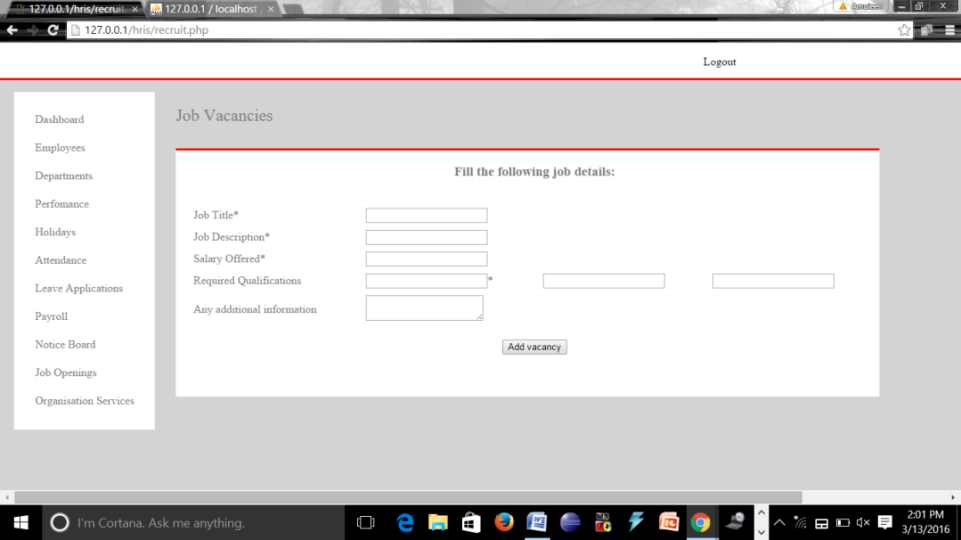 127.0.0.1/hris/recruit
127.0.0.1 / localhost /
127.0.0.1/hris/recruit.php
Logout
Dashboard
Employees
Departments
Perfomance
Holidays
Attendance
Leave Applications
Payroll
Notice Board
Job Openings
Organisation Services
Job Vacancies
Fill the following job details:
Job Title*
Job Description*
Salary Offered*
Required Qualifications *
Any additional information
Add vacancy
I'm Cortana. Ask me anything.
2:01 PM
3/13/2016